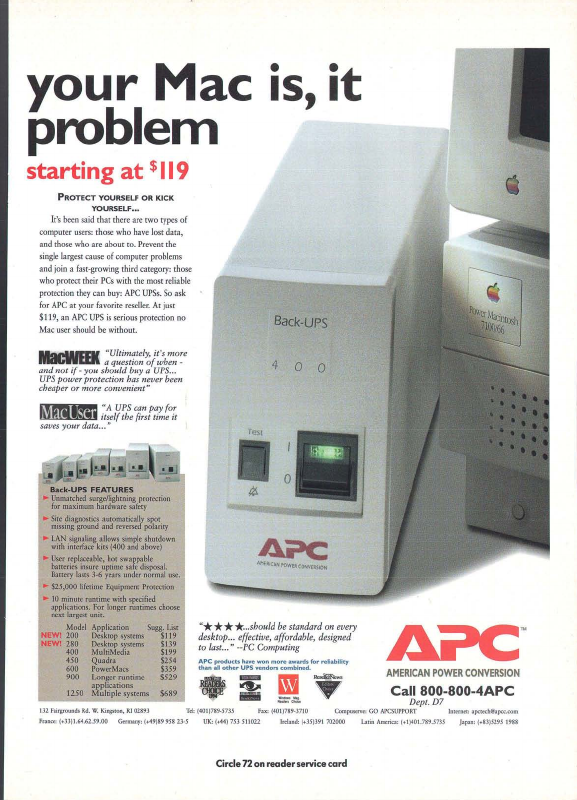 your Mac is, it
problem
starting at $119
PROTECT YOURSELF OR KICK
YOURSELF...
It's been said that there are two types of
computer users: those who have lost data,
and those who are about to. Prevent the
single largest cause of computer problems
and join a fast-growing third category: those
who protect their PCs with the most reliable
protection they can buy: APC UPSs. So ask
for APC at your favorite reseller. At just
$119, an APC UPS is serious protection no
Mac user should be without.
MacWEEK "Ultimately, it's more
a question of when -
and not if - you should buy a UPS...
UPS power protection has never been
cheaper or more convenient"
MacUser "A UPS can pay for
itself the first time it
saves your data..."
Back-UPS FEATURES
Unmatched surge/lightning protection
for maximum hardware safety
Site diagnostics automatically spot
missing ground and reversed polarity
LAN signaling allows simple shutdown
with interface kits (400 and above)
User replaceable, hot swappable
batteries insure uptime safe disposal.
Battery lasts 3-6 years under normal use.
$25,000 lifetime Equipment Protection
10 minute runtime with specified
applications. For longer runtimes choose
next largest unit.
Model Application Sugg. List
NEW! 200 Desktop systems $119
NEW! 280 Desktop systems $139
400 MultiMedia $199
450 Quadra $254
600 PowerMacs $359
900 Longer runtime $529
applications
1250 Multiple systems $689
Back-UPS
400
Test
I
0
APC
AMERICAN POWER CONVERSION
Power Macintosh
7100/66
"★★★★...should be standard on every
desktop... effective, affordable, designed
to last..." --PC Computing
APC products have won more awards for reliability
than all other UPS vendors combined.
READERS
CHOICE
W
Windows Mag
Readers Choice
APC™
AMERICAN POWER CONVERSION
Call 800-800-4APC
Dept. D7
132 Fairgrounds Rd. W. Kingston, RI 02893 Tel: (401)789-5735 Fax: (401)789-3710 Compuserve: GO APCSUPPORT Internet: apctech@apcc.com
France: (+33)1.64.62.59.00 Germany: (+49)89 958 23-5 UK: (+44) 753 511022 Ireland: (+35)391 702000 Latin America: (+1)401.789.5735 Japan: (+83)5295 1988
Circle 72 on reader service card